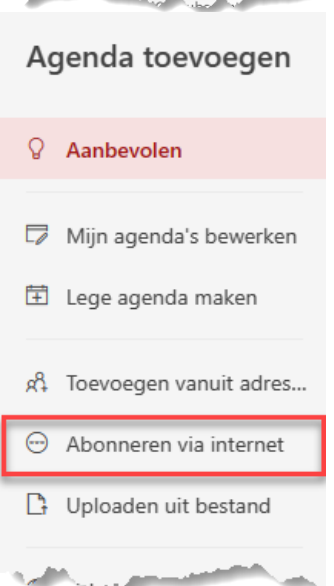 Agenda toevoegen
Aanbevolen
Mijn agenda's bewerken
Lege agenda maken
Toevoegen vanuit adres...
Abonneren via internet
Uploaden uit bestand